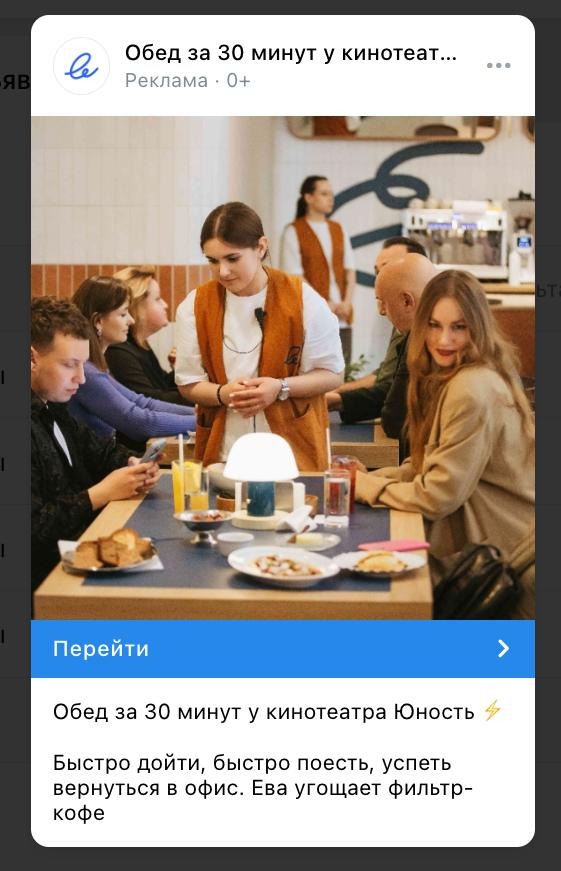 Обед за 30 минут у кинотеат...
Реклама · 0+
Перейти
Обед за 30 минут у кинотеатра Юность ⚡
Быстро дойти, быстро поесть, успеть
вернуться в офис. Ева угощает фильтр-
кофе